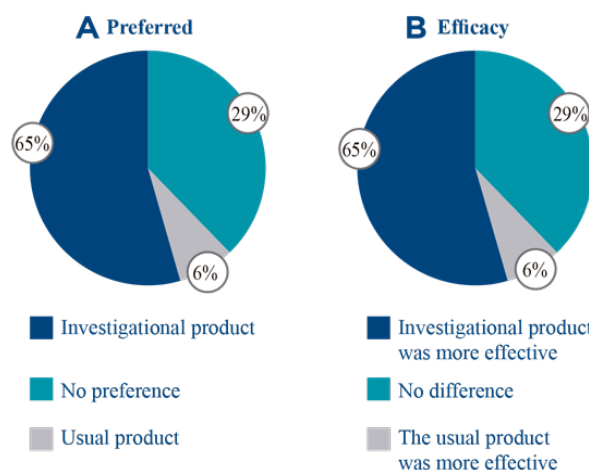 A Preferred
65%
29%
6%
Investigational product
No preference
Usual product
B Efficacy
65%
29%
6%
Investigational product
was more effective
No difference
The usual product
was more effective